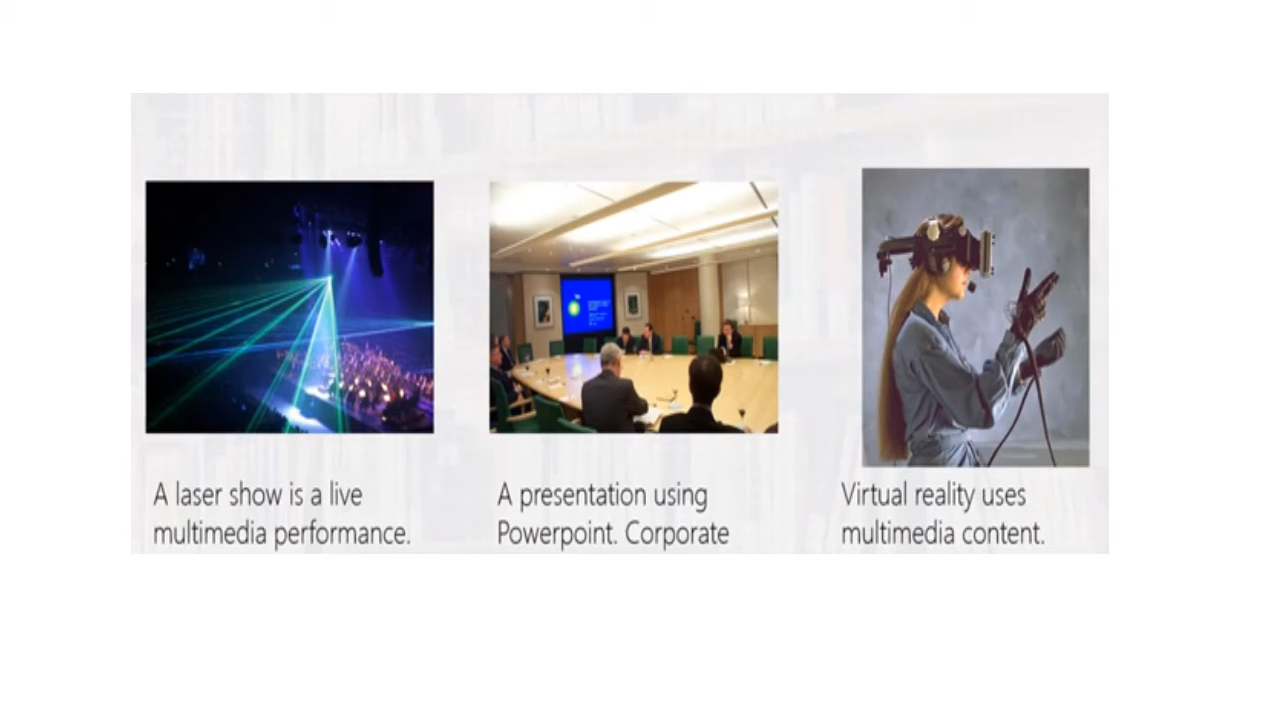 A laser show is a live
multimedia performance.
A presentation using
Powerpoint. Corporate
Virtual reality uses
multimedia content.